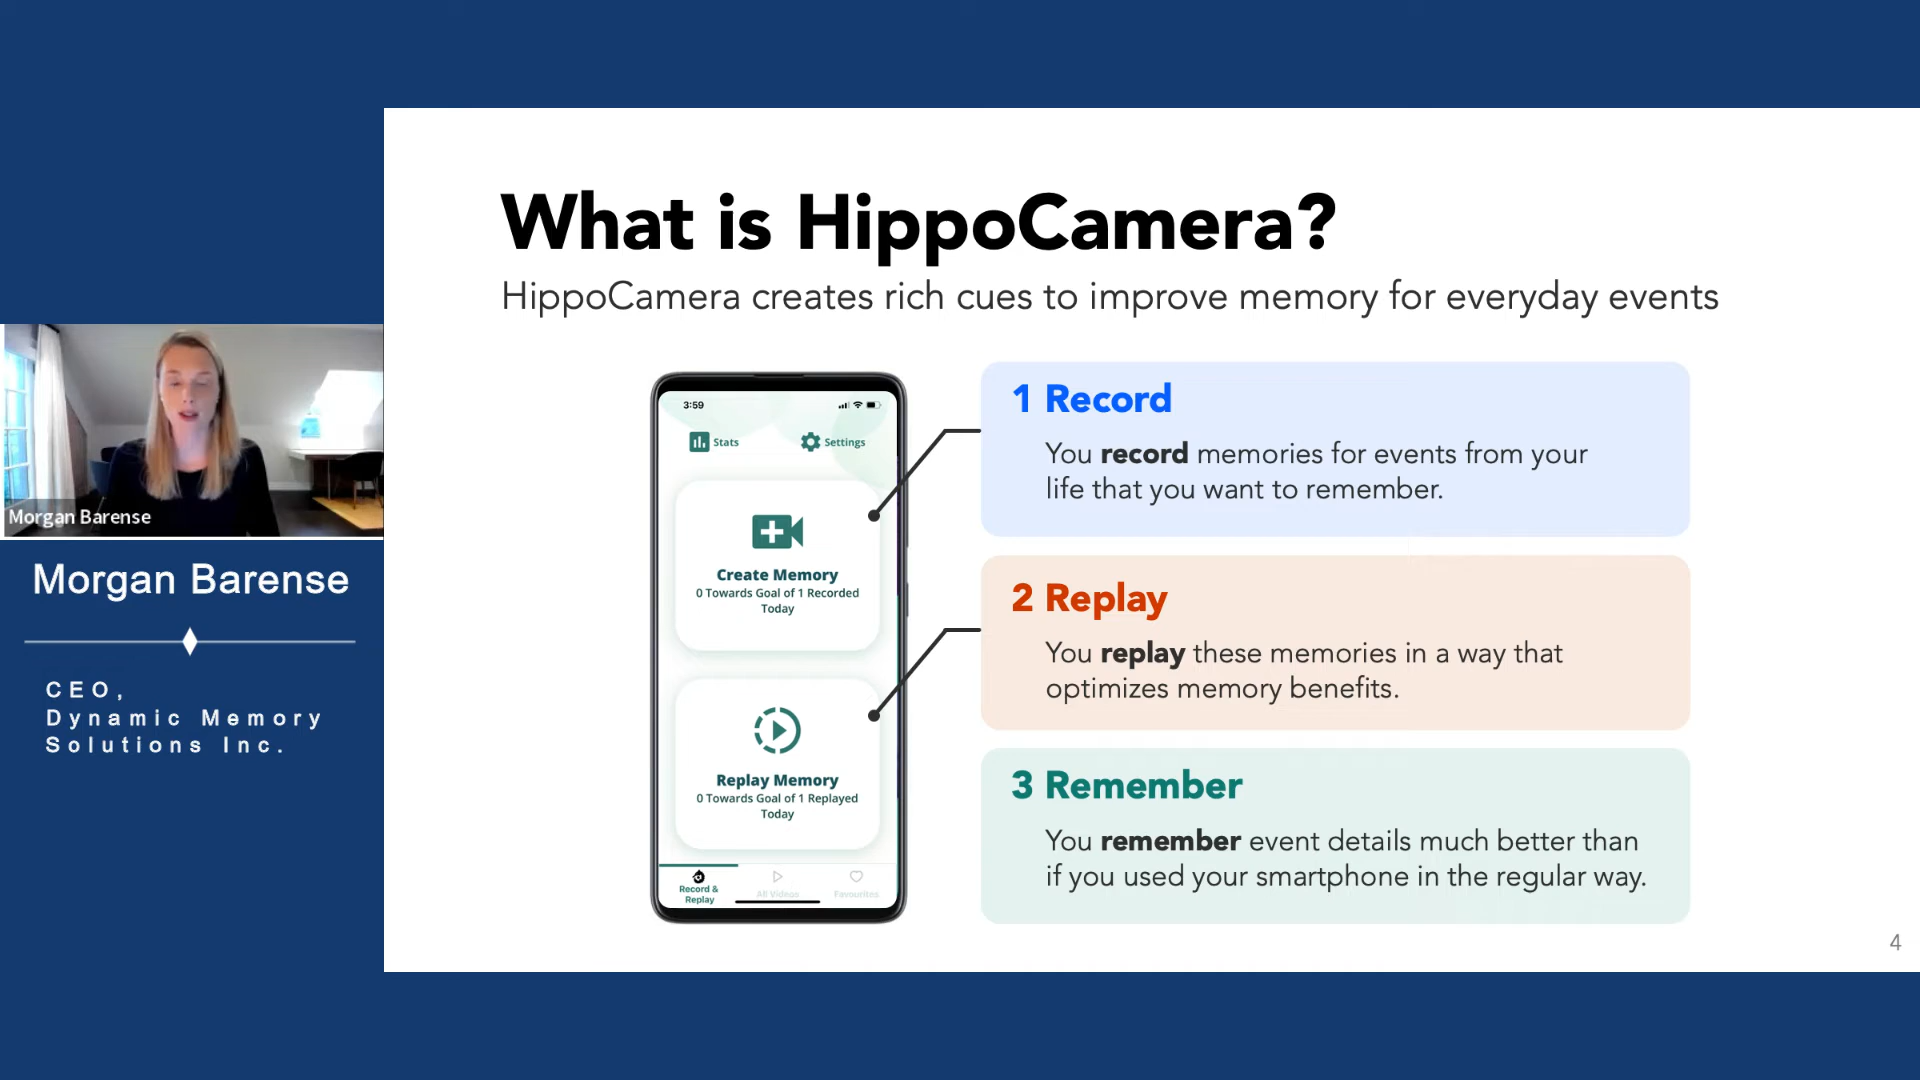 Morgan Barense
Morgan Barense
CEO,
Dynamic Memory
Solutions Inc.
What is HippoCamera?
HippoCamera creates rich cues to improve memory for everyday events
3:59
Stats
Settings
Create Memory
0 Towards Goal of 1 Recorded
Today
Replay Memory
0 Towards Goal of 1 Replayed
Today
Record &
Replay
All Videos
Favourites
1 Record
You record memories for events from your
life that you want to remember.
2 Replay
You replay these memories in a way that
optimizes memory benefits.
3 Remember
You remember event details much better than
if you used your smartphone in the regular way.
4